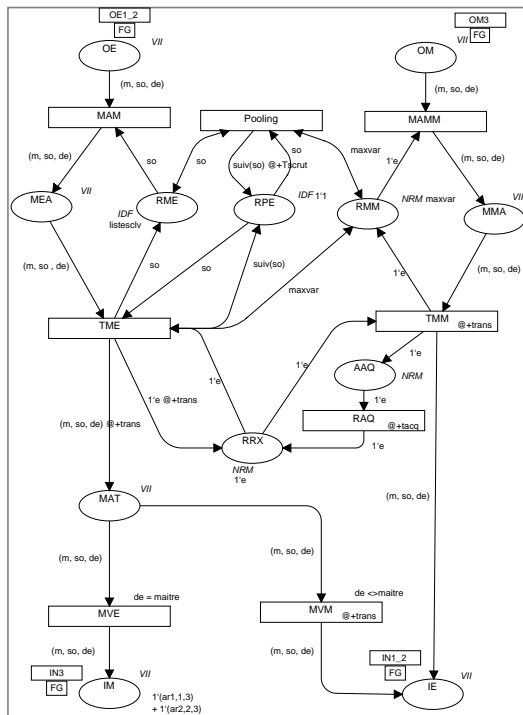 OE1_2
FG
VII
OE
OM3
FG
VII
OM
(m, so, de)
(m, so, de)
MAM
Pooling
MAMM
(m, so, de)
so
so
suiv(so) @+Tscrut
so
maxvar
1'e
(m, so, de)
VII
MEA
RME
IDF
listesclv
RPE
IDF 1'1
RMM
NRM maxvar
VII
MMA
(m, so , de)
so
so
suiv(so)
maxvar
1'e
(m, so, de)
TME
TMM
@+trans
1'e
1'e
1'e
AAQ
NRM
1'e
(m, so, de) @+trans
1'e @+trans
RAQ
@+tacq
1'e
RRX
NRM
1'e
VII
MAT
(m, so, de)
(m, so, de)
(m, so, de)
de = maitre
MVE
de <>maitre
MVM
@+trans
(m, so, de)
(m, so, de)
IN3
FG
VII
IM
1'(ar1,1,3)
+ 1'(ar2,2,3)
IN1_2
FG
VII
IE